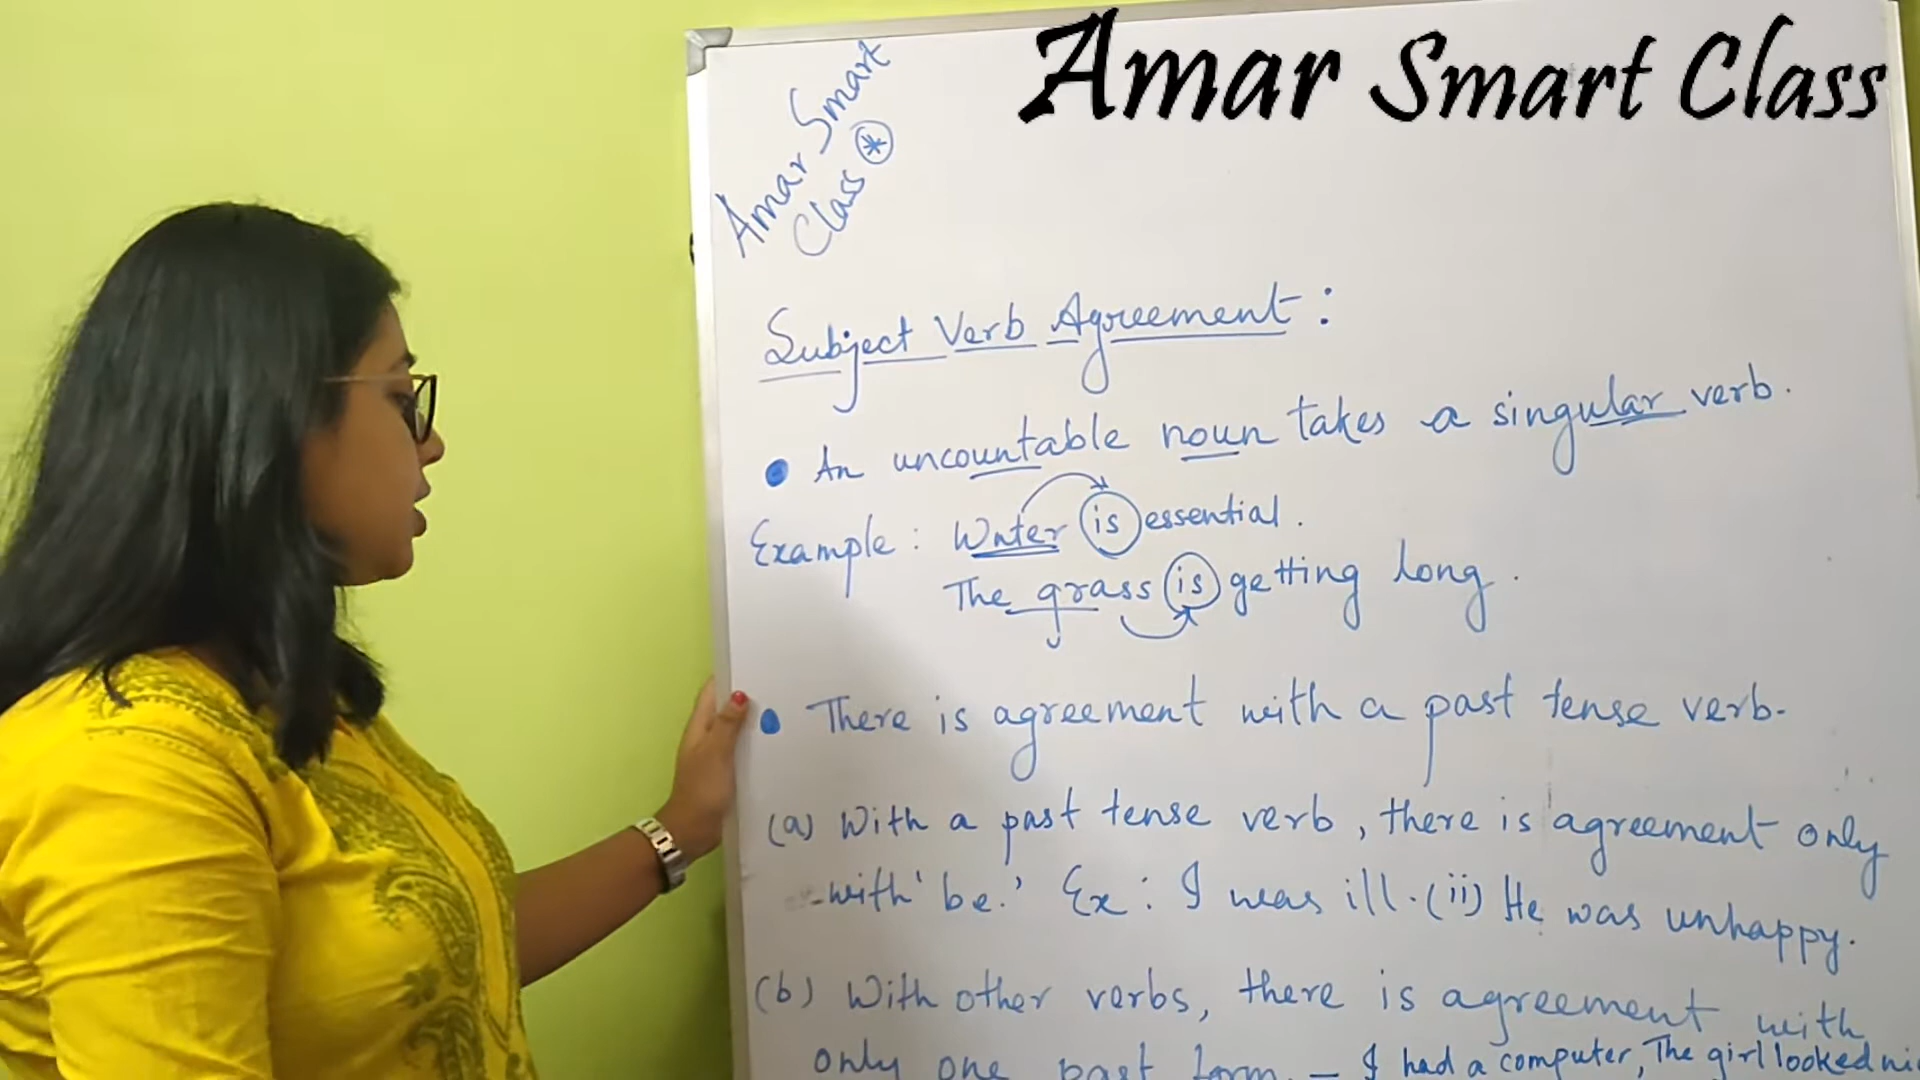 Amar Smart Class
Amar Smart
Class
Subject Verb Agreement :
An uncountable noun takes a singular verb.
Example : Water is essential.
The grass is getting long.
There is agreement with a past tense verb.
(a) With a past tense verb, there is agreement only
with 'be.' Ex : I was ill. (ii) He was unhappy.
(b) With other verbs, there is agreement with
only one past form. — I had a computer, The girl looked